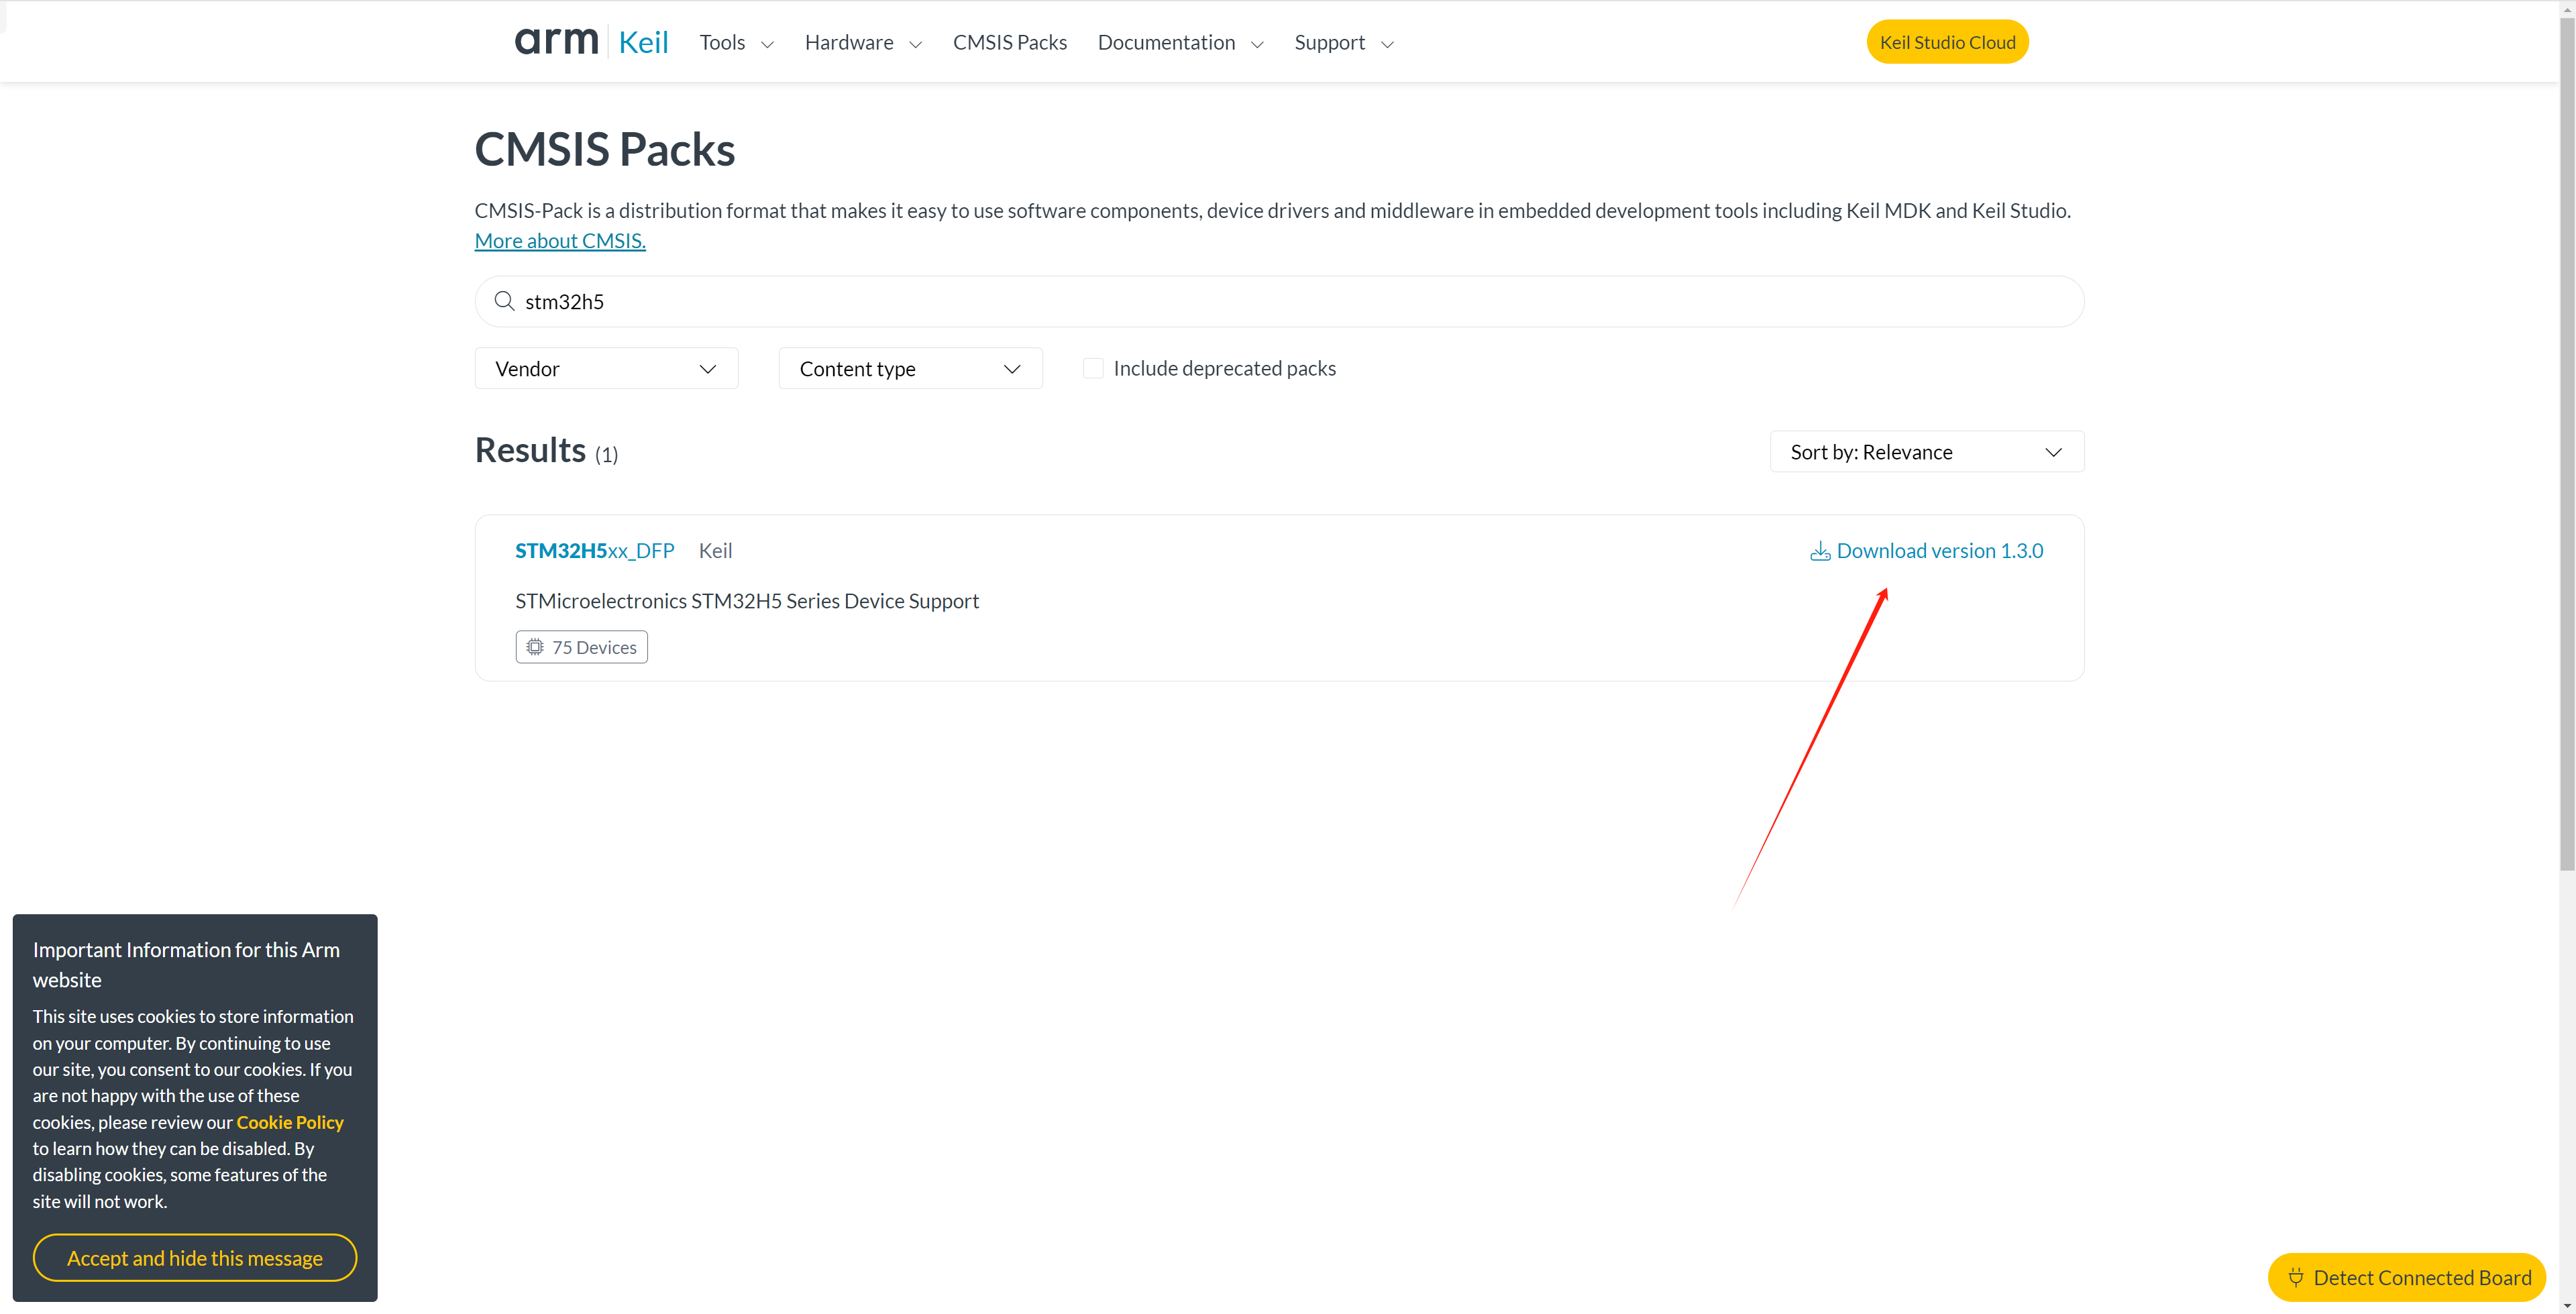 arm Keil Tools Hardware CMSIS Packs Documentation Support Keil Studio Cloud
CMSIS Packs
CMSIS-Pack is a distribution format that makes it easy to use software components, device drivers and middleware in embedded development tools including Keil MDK and Keil Studio.
More about CMSIS.
stm32h5
Vendor Content type Include deprecated packs
Results (1) Sort by: Relevance
STM32H5xx_DFP Keil Download version 1.3.0
STMicroelectronics STM32H5 Series Device Support
75 Devices
Important Information for this Arm
website
This site uses cookies to store information
on your computer. By continuing to use
our site, you consent to our cookies. If you
are not happy with the use of these
cookies, please review our Cookie Policy
to learn how they can be disabled. By
disabling cookies, some features of the
site will not work.
Accept and hide this message
Detect Connected Board